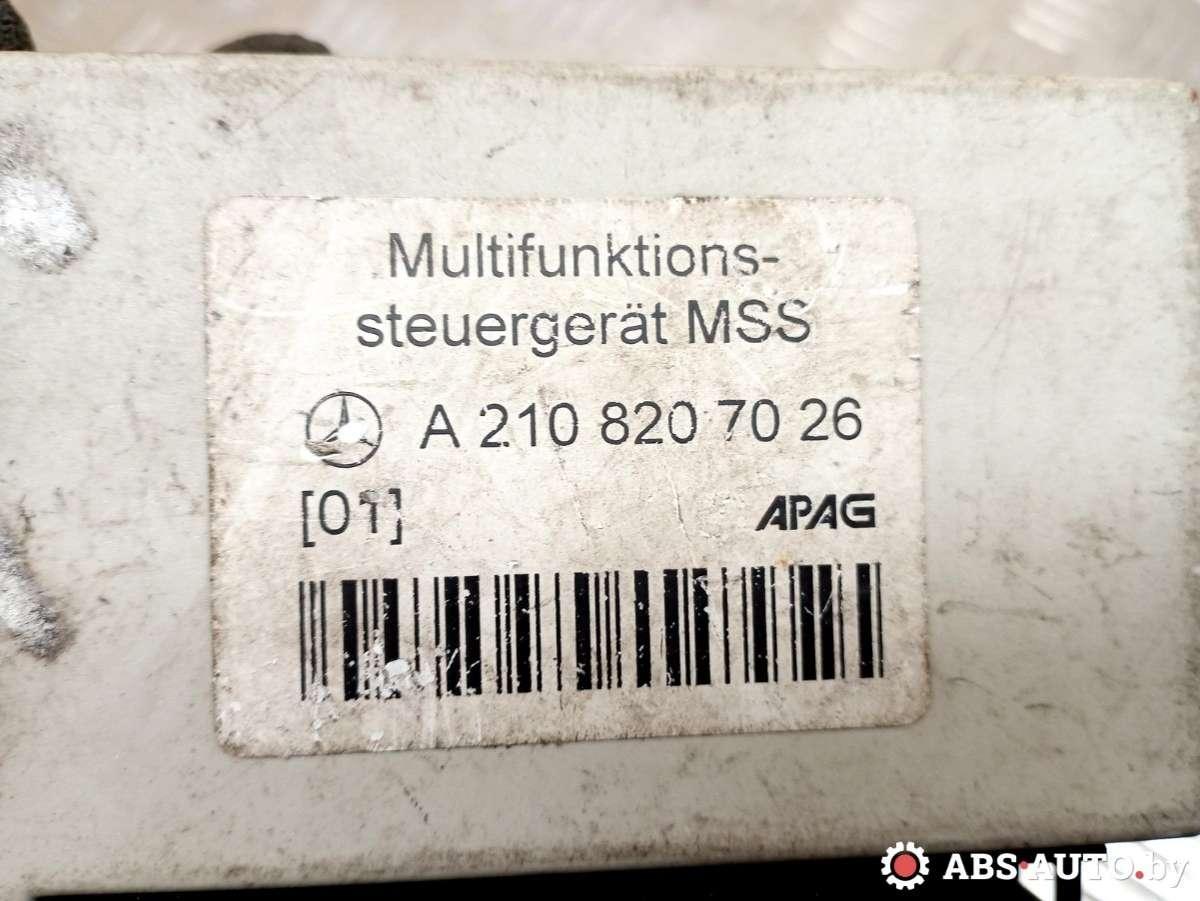 Multifunktions-
steuergerät MSS
A 210 820 70 26
[01]
APAG
ABS-AUTO.by